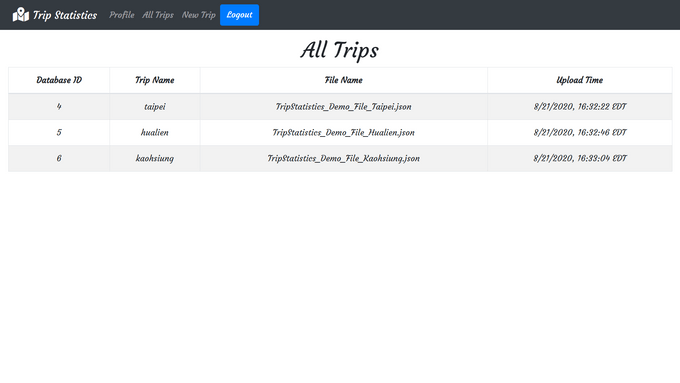 Trip Statistics Profile All Trips New Trip Logout
All Trips
Database ID Trip Name File Name Upload Time
4 taipei TripStatistics_Demo_File_Taipei.json 8/21/2020, 16:32:22 EDT
5 hualien TripStatistics_Demo_File_Hualien.json 8/21/2020, 16:32:46 EDT
6 kaohsiung TripStatistics_Demo_File_Kaohsiung.json 8/21/2020, 16:33:04 EDT